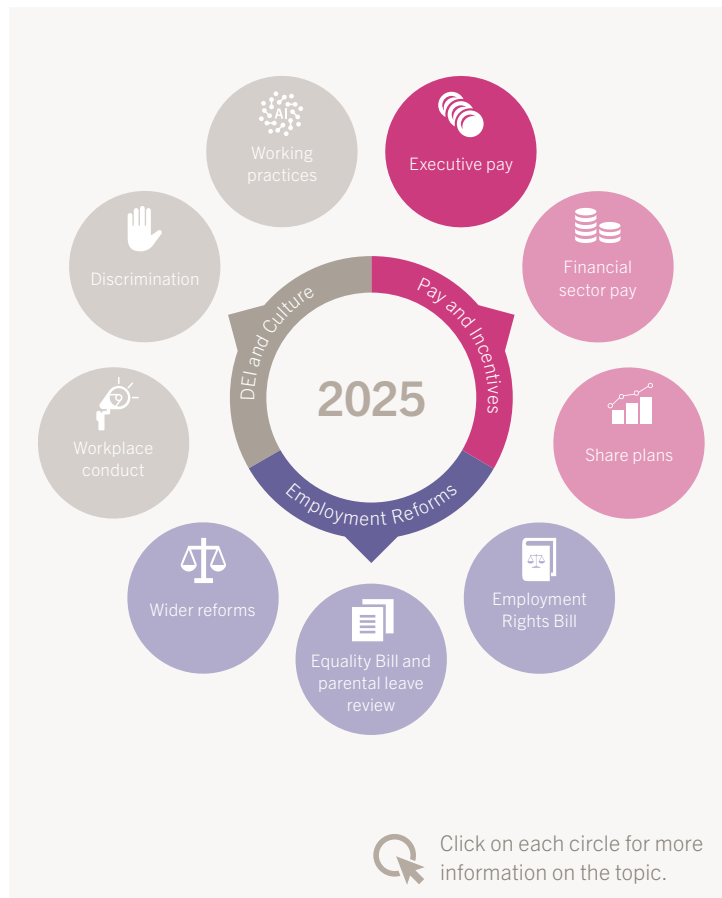 AI
Working
practices
Executive pay
Discrimination
Financial
sector pay
DEI and Culture
Pay and Incentives
2025
Workplace
conduct
Share plans
Employment Reforms
Wider reforms
Employment
Rights Bill
Equality Bill and
parental leave
review
Click on each circle for more
information on the topic.